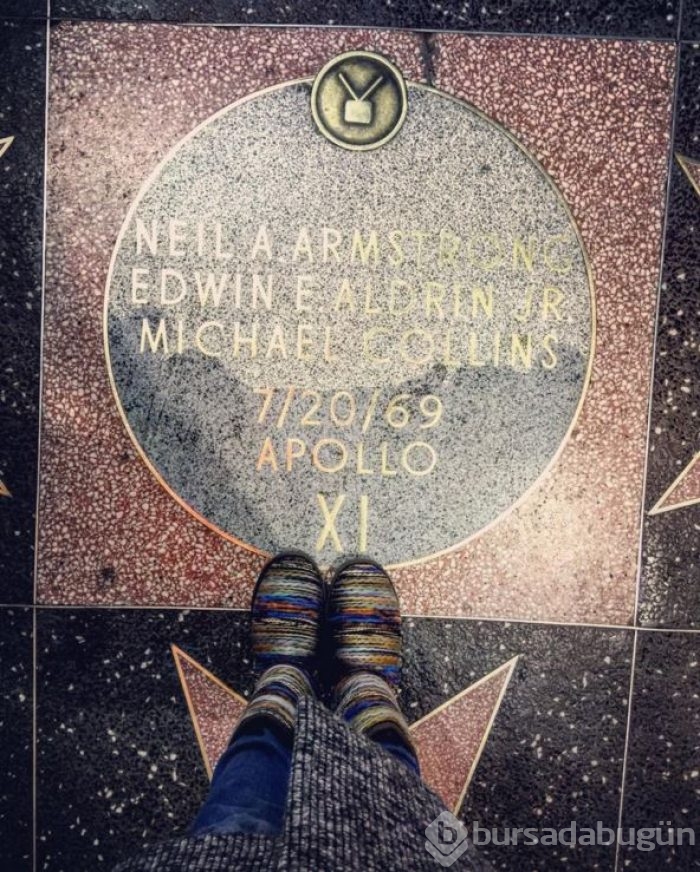 NEIL A ARMSTRONG
EDWIN E ALDRIN JR.
MICHAEL COLLINS
7/20/69
APOLLO
XI
b bursadabugün